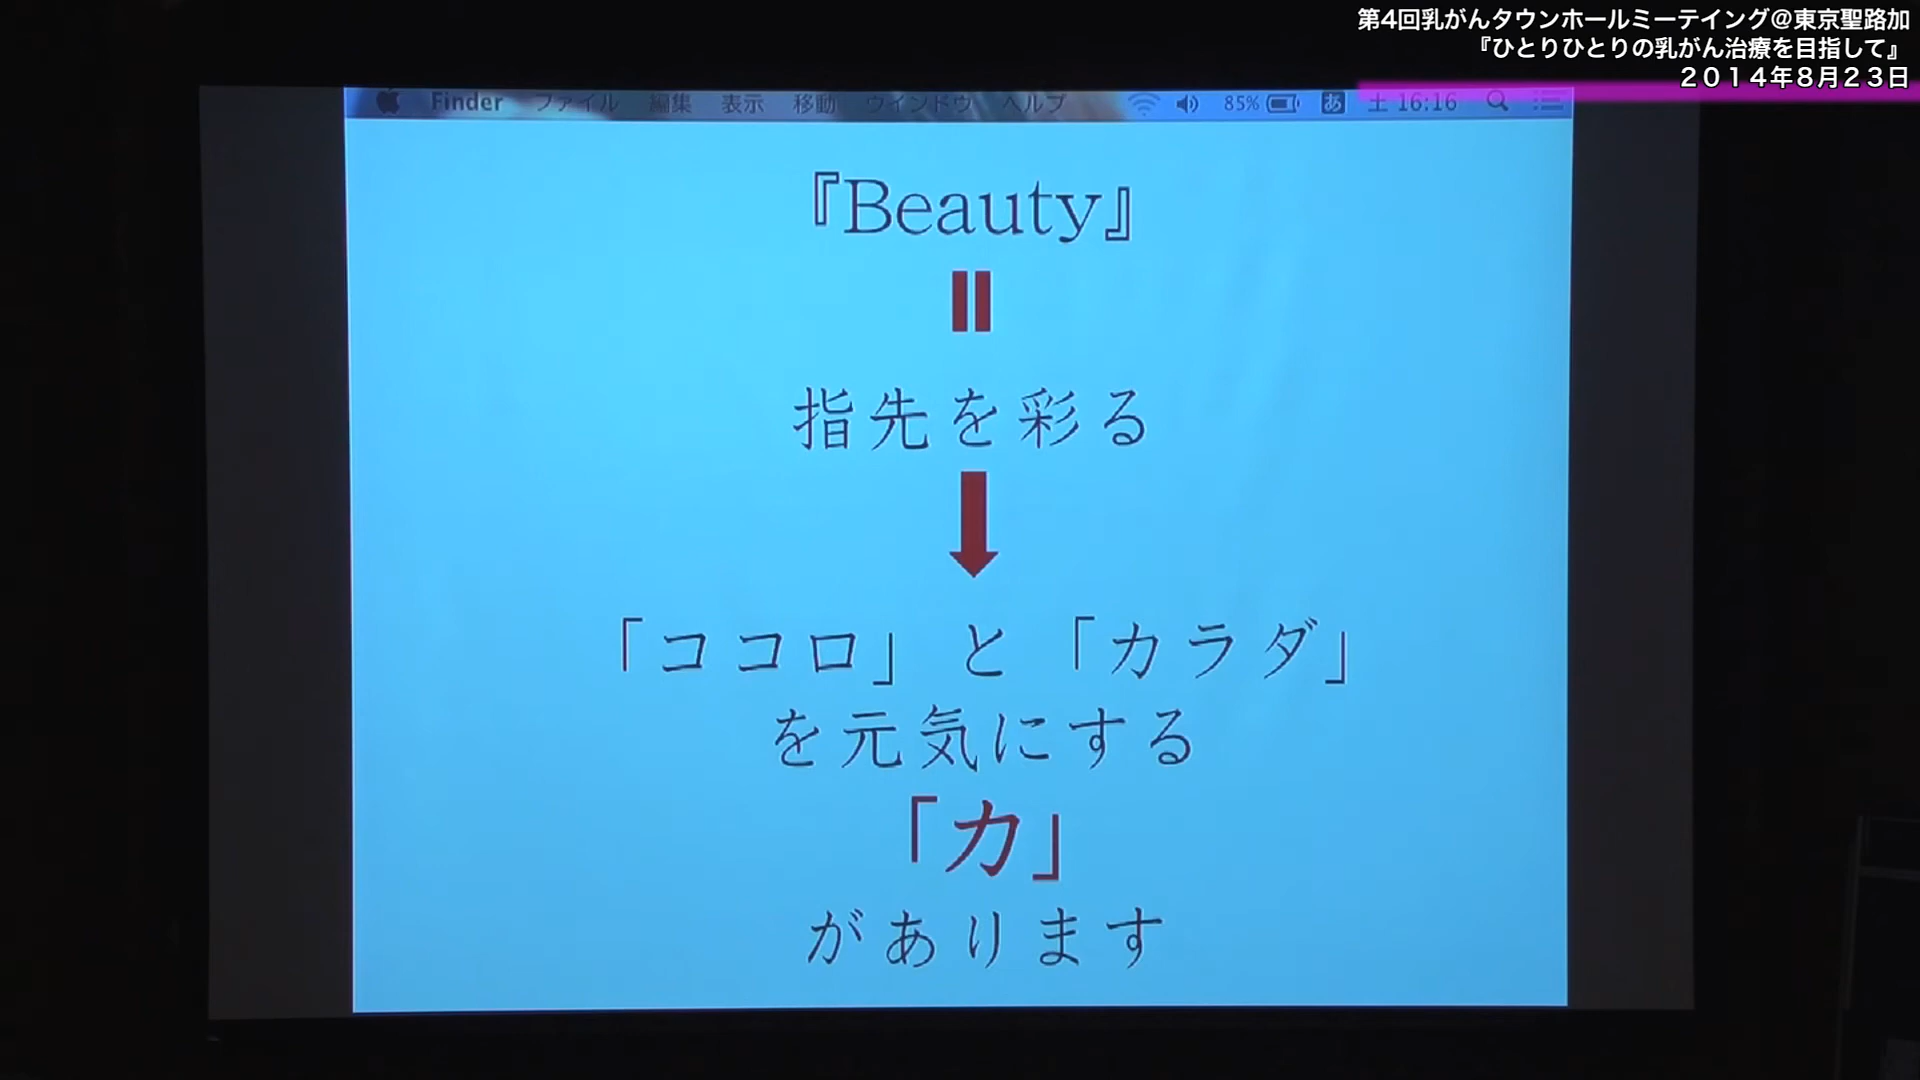 第4回乳がんタウンホールミーテイング@東京聖路加
『ひとりひとりの乳がん治療を目指して』
２０１４年８月２３日
Finder ファイル 編集 表示 移動 ウインドウ ヘルプ 85% あ 土 16:16
『Beauty』
指先を彩る
「ココロ」と「カラダ」
を元気にする
「力」
があります